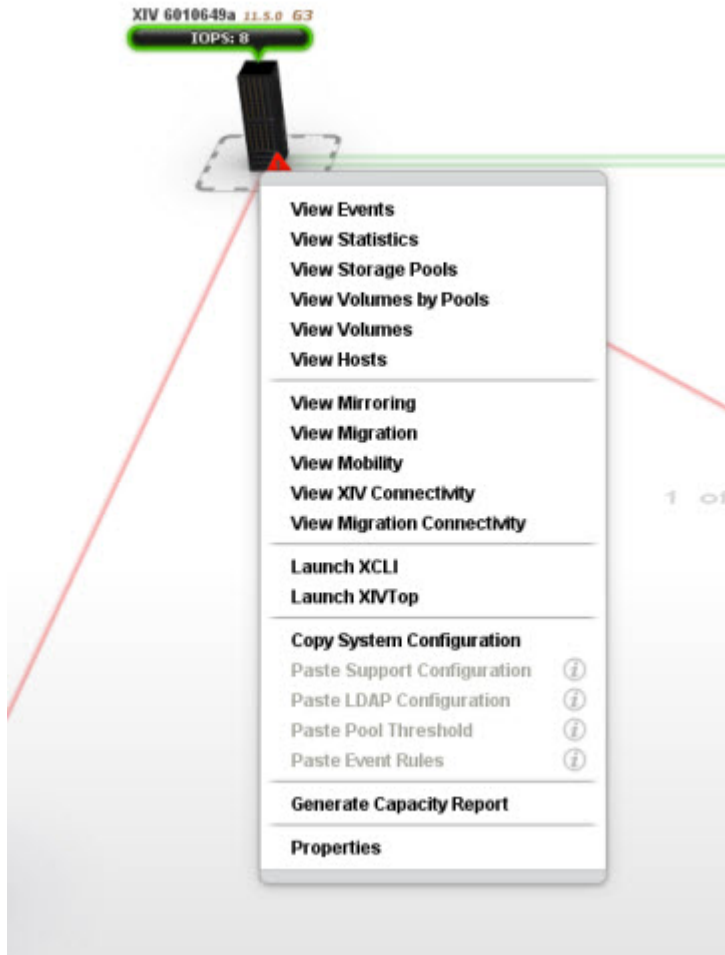 XIV 6010649a 11.5.0 G3
IOPS: 8
View Events
View Statistics
View Storage Pools
View Volumes by Pools
View Volumes
View Hosts
View Mirroring
View Migration
View Mobility
View XIV Connectivity
View Migration Connectivity
1 of
Launch XCLI
Launch XIVTop
Copy System Configuration
Paste Support Configuration
Paste LDAP Configuration
Paste Pool Threshold
Paste Event Rules
Generate Capacity Report
Properties